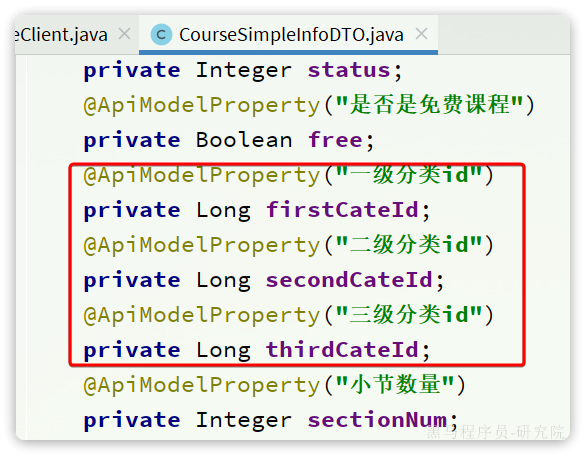 eClient.java
CourseSimpleInfoDTO.java
private Integer status;
@ApiModelProperty("是否是免费课程")
private Boolean free;
@ApiModelProperty("一级分类id")
private Long firstCateId;
@ApiModelProperty("二级分类id")
private Long secondCateId;
@ApiModelProperty("三级分类id")
private Long thirdCateId;
@ApiModelProperty("小节数量")
private Integer sectionNum;
黑马程序员-研究院